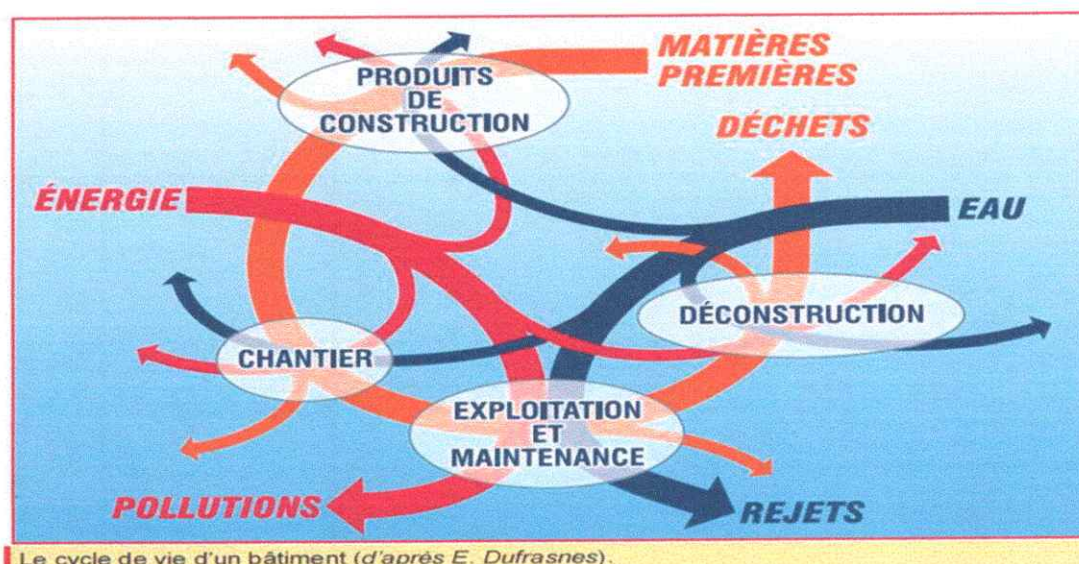 MATIÈRES
PREMIÈRES
PRODUITS
DE
CONSTRUCTION
DÉCHETS
ÉNERGIE
EAU
DÉCONSTRUCTION
CHANTIER
EXPLOITATION
ET
MAINTENANCE
POLLUTIONS
REJETS
Le cycle de vie d'un bâtiment (d'après E. Dufrasnes).